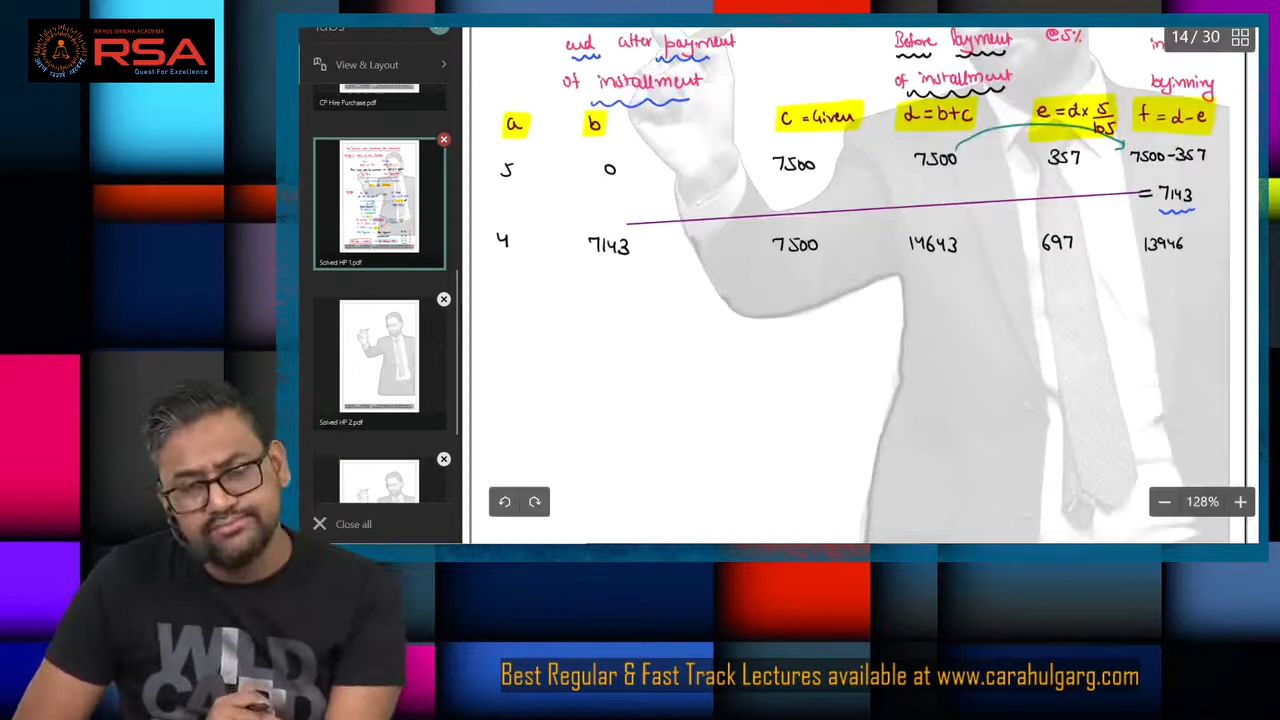 RAHUL SHIKHA ACADEMY
RSA
Quest For Excellence
View & Layout
CP Hire Purchase.pdf
Solved HP 1.pdf
Solved HP 2.pdf
Close all
14 / 30
end after payment Before Payment @5%
of installment of installment beginning
a b c = Given d = b+c e = d× 5/105 f = d-e
5 0 7500 7500 357 7500-357
= 7143
4 7143 7500 14643 697 13946
128%
Best Regular & Fast Track Lectures available at www.carahulgarg.com